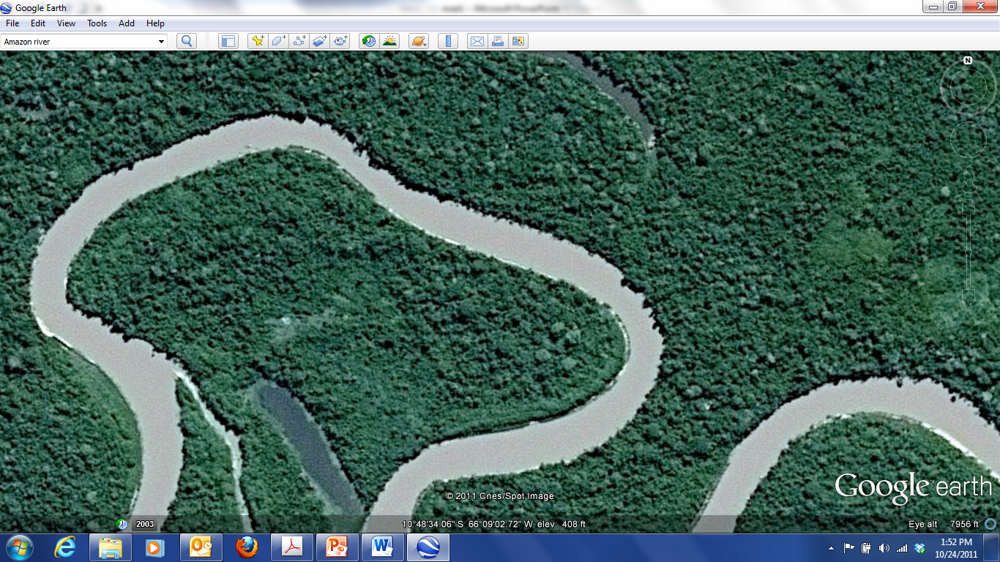 Google Earth
File Edit View Tools Add Help
Amazon river
N
Google earth
© 2011 Cnes/Spot Image
2003
10°48'34.06" S 66°09'02.72" W elev 408 ft
Eye alt 7956 ft
1:52 PM
10/24/2011